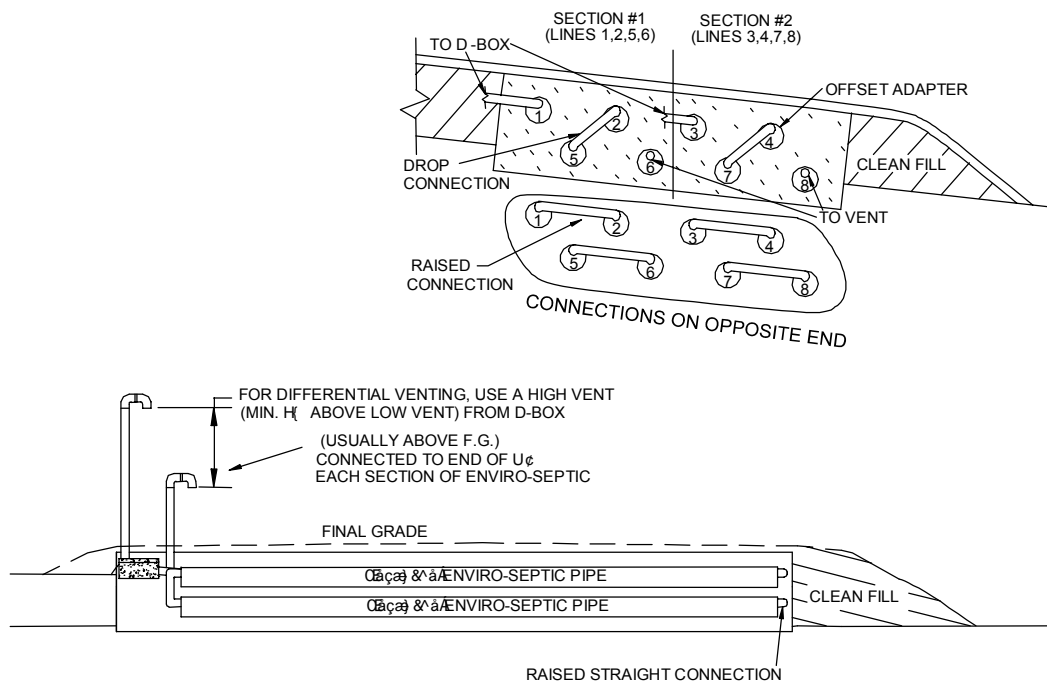 SECTION #1
(LINES 1,2,5,6)
SECTION #2
(LINES 3,4,7,8)
TO D-BOX
OFFSET ADAPTER
1
2
3
4
5
6
7
8
DROP
CONNECTION
CLEAN FILL
TO VENT
1
2
3
4
5
6
7
8
RAISED
CONNECTION
CONNECTIONS ON OPPOSITE END
FOR DIFFERENTIAL VENTING, USE A HIGH VENT
(MIN. ABOVE LOW VENT) FROM D-BOX
(USUALLY ABOVE F.G.)
CONNECTED TO END OF
EACH SECTION OF ENVIRO-SEPTIC
FINAL GRADE
ENVIRO-SEPTIC PIPE
ENVIRO-SEPTIC PIPE
CLEAN FILL
RAISED STRAIGHT CONNECTION